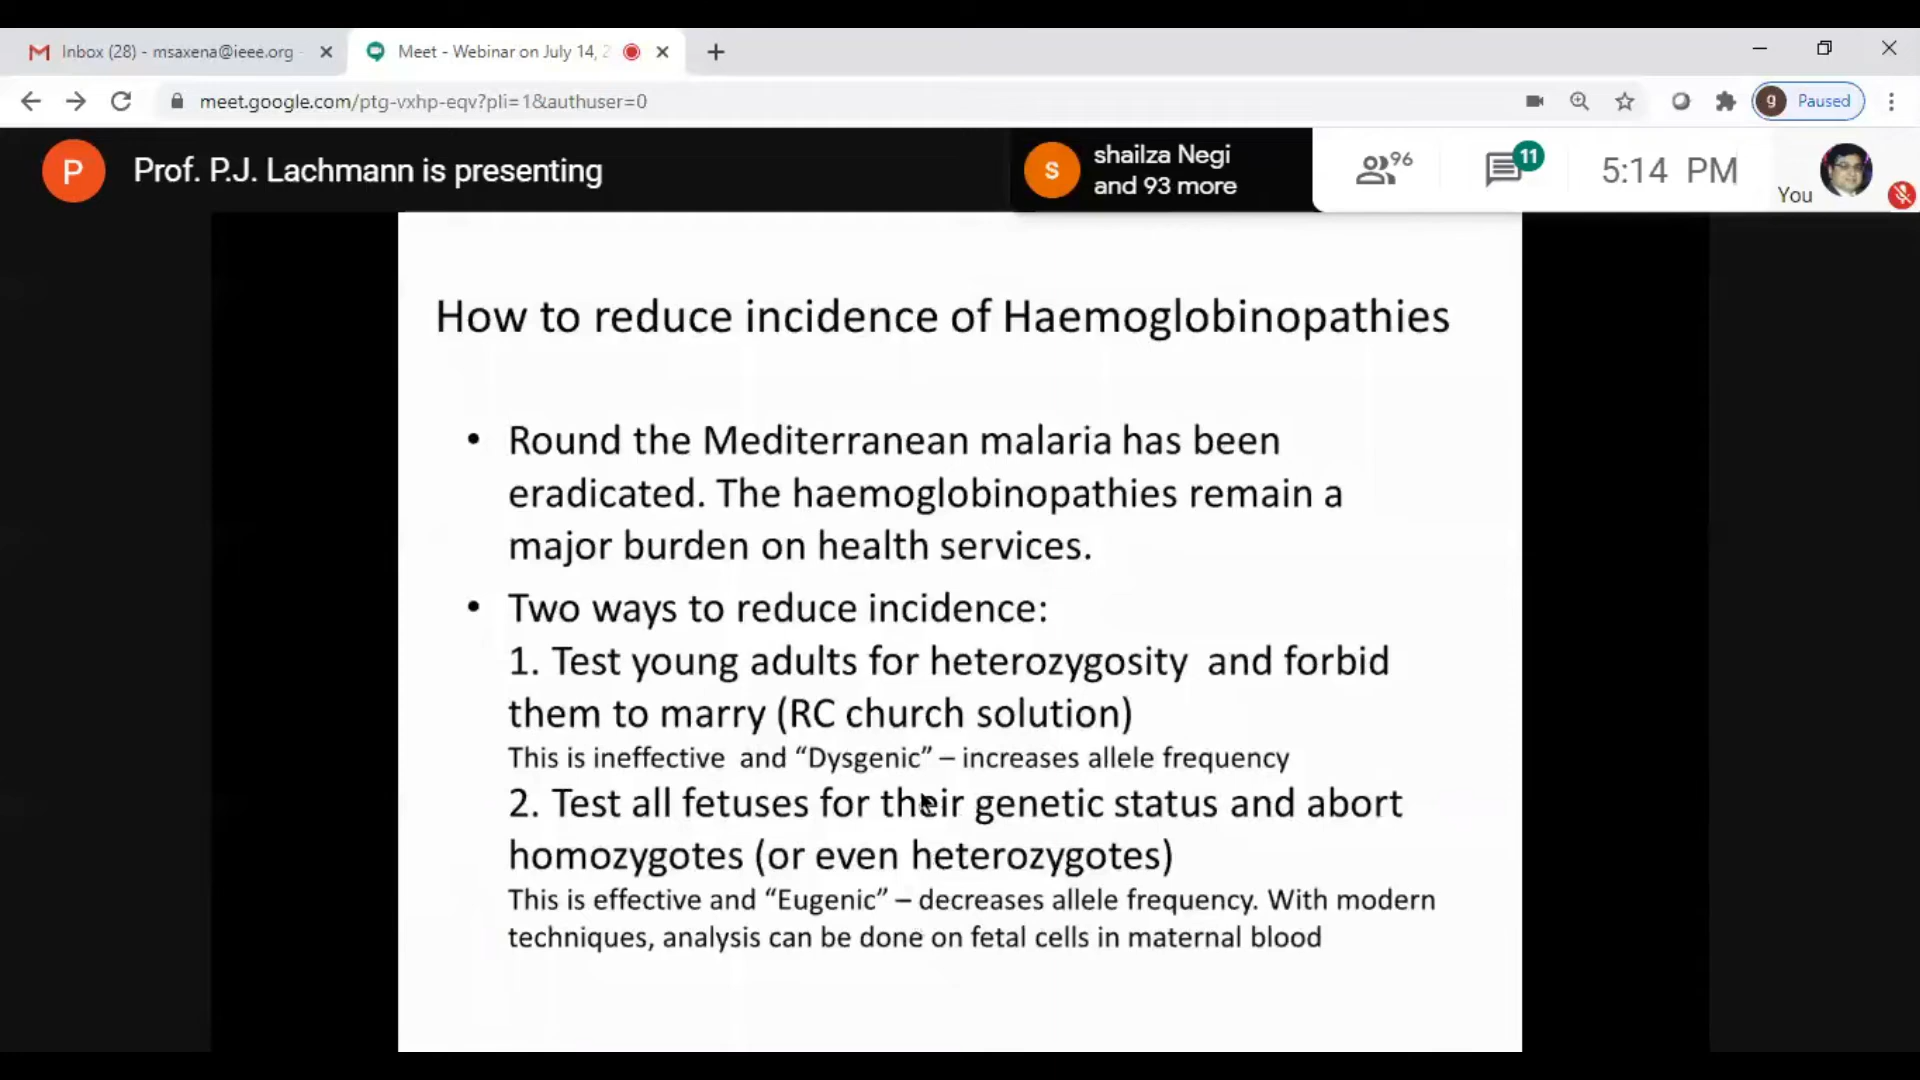 Inbox (28) - msaxena@ieee.org
Meet - Webinar on July 14, 2
meet.google.com/ptg-vxhp-eqv?pli=1&authuser=0
g Paused
P Prof. P.J. Lachmann is presenting
s shailza Negi
and 93 more
96
11
5:14 PM
You
How to reduce incidence of Haemoglobinopathies
• Round the Mediterranean malaria has been
eradicated. The haemoglobinopathies remain a
major burden on health services.
• Two ways to reduce incidence:
1. Test young adults for heterozygosity and forbid
them to marry (RC church solution)
This is ineffective and “Dysgenic” – increases allele frequency
2. Test all fetuses for their genetic status and abort
homozygotes (or even heterozygotes)
This is effective and “Eugenic” – decreases allele frequency. With modern
techniques, analysis can be done on fetal cells in maternal blood